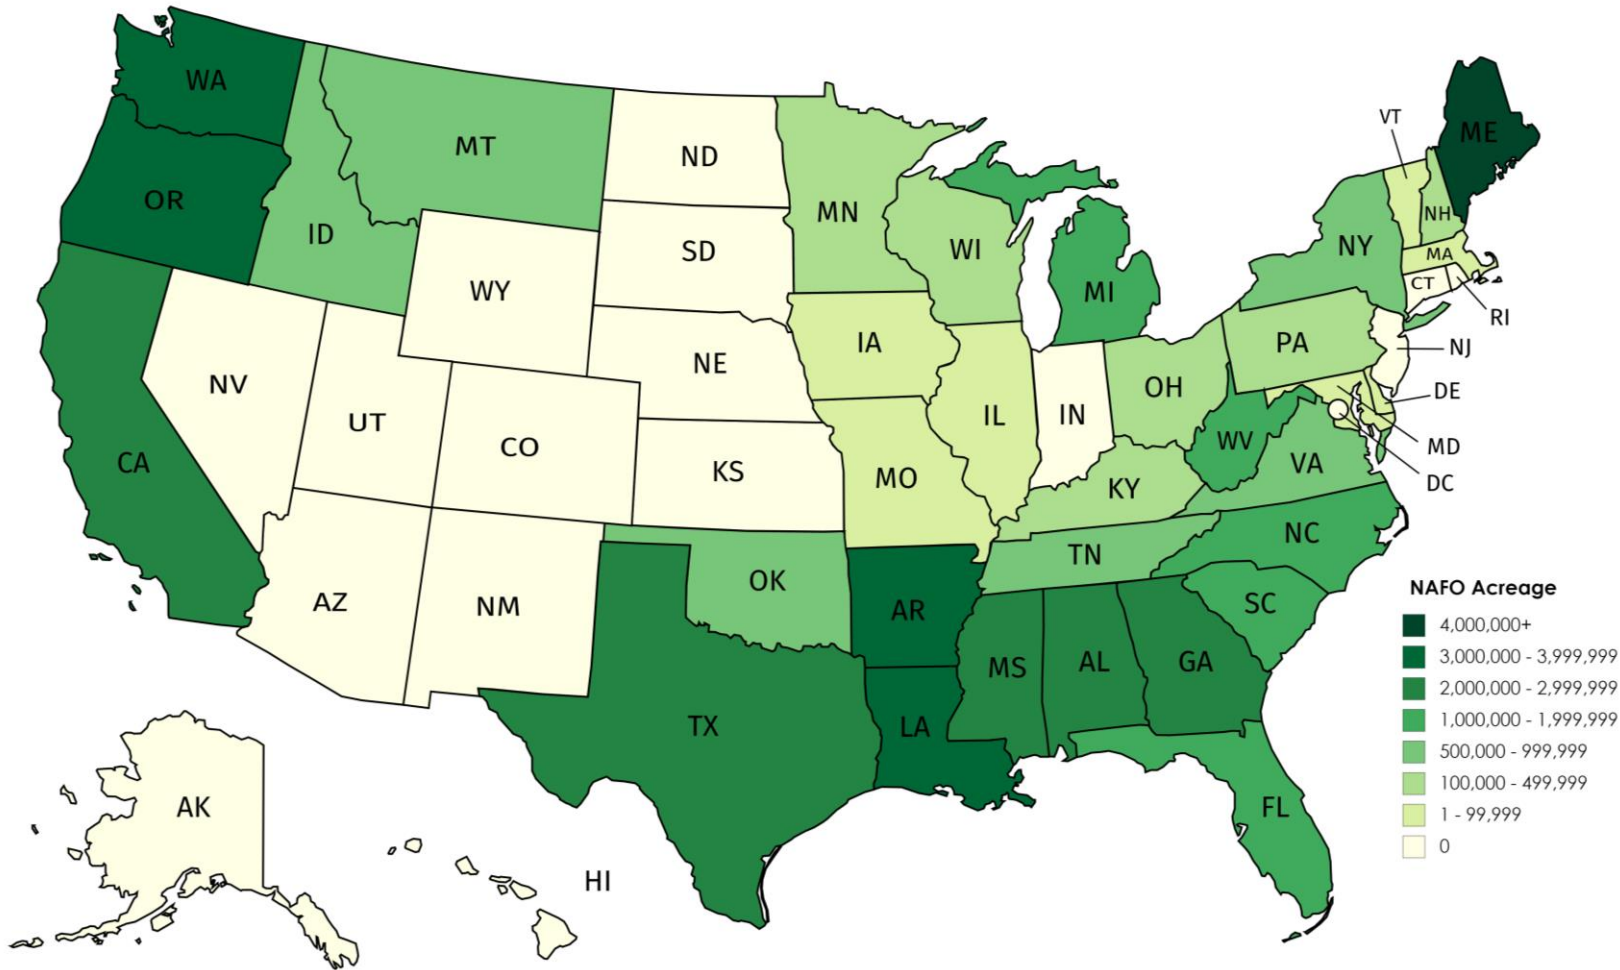 WA
OR
CA
ID
MT
NV
UT
AZ
WY
CO
NM
ND
SD
NE
KS
OK
TX
MN
IA
MO
AR
LA
WI
IL
MI
IN
OH
KY
TN
MS
AL
GA
FL
SC
NC
VA
WV
PA
NY
VT
NH
ME
MA
CT
RI
NJ
DE
MD
DC
AK
HI
NAFO Acreage
4,000,000+
3,000,000 - 3,999,999
2,000,000 - 2,999,999
1,000,000 - 1,999,999
500,000 - 999,999
100,000 - 499,999
1 - 99,999
0